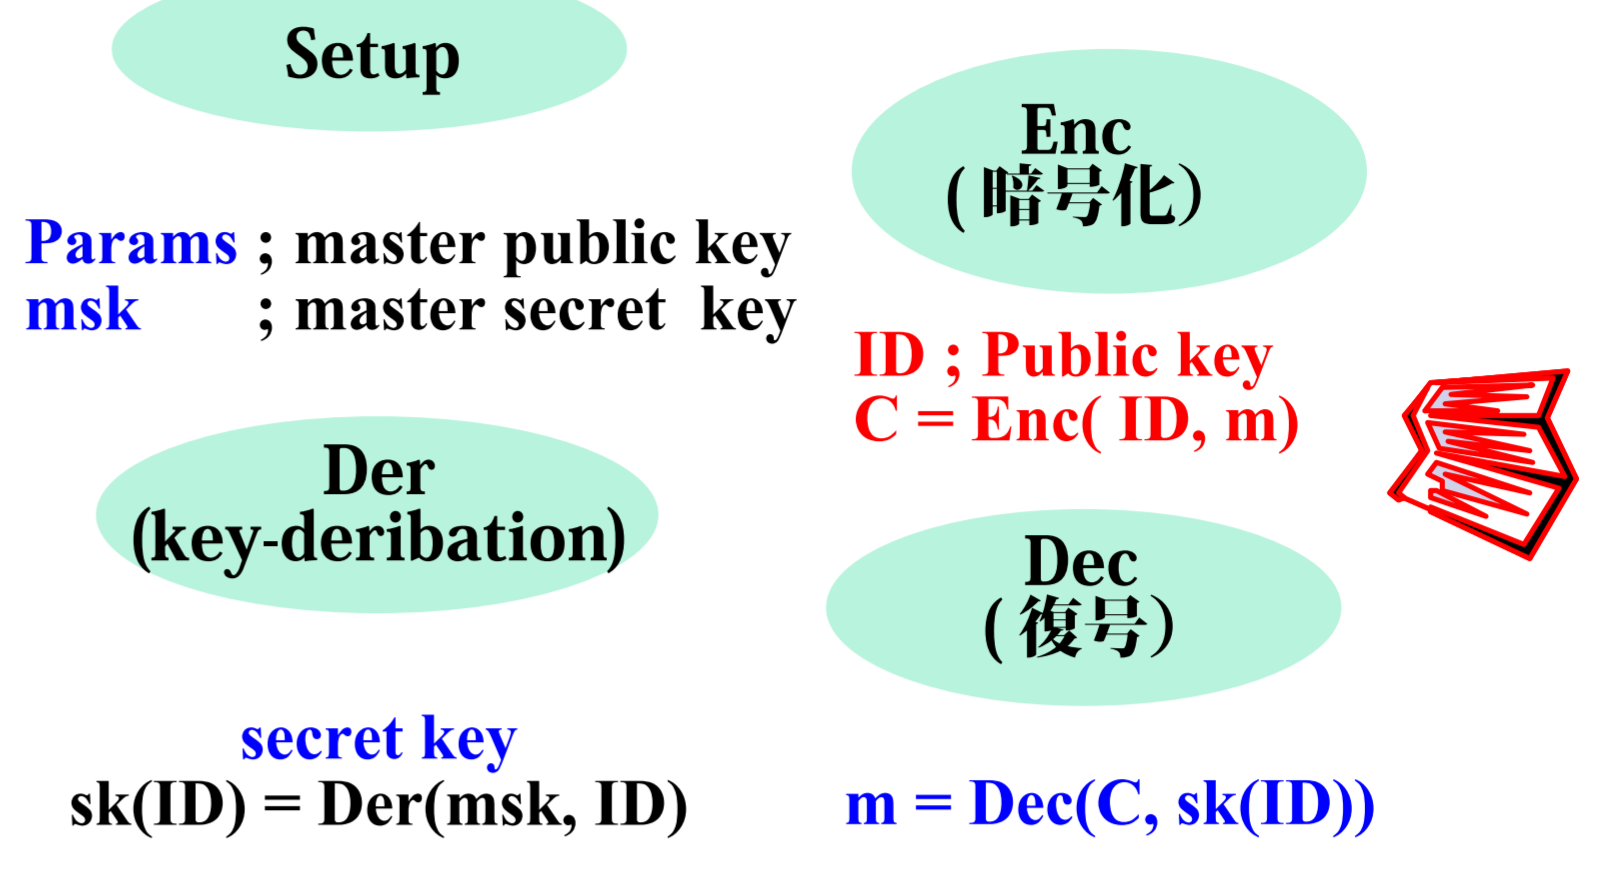 Setup
Params ; master public key
msk ; master secret key
Der
(key-deribation)
secret key
sk(ID) = Der(msk, ID)
Enc
( 暗号化)
ID ; Public key
C = Enc( ID, m)
Dec
( 復号)
m = Dec(C, sk(ID))